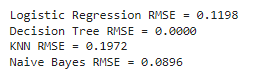 Logistic Regression RMSE = 0.1198
Decision Tree RMSE = 0.0000
KNN RMSE = 0.1972
Naive Bayes RMSE = 0.0896